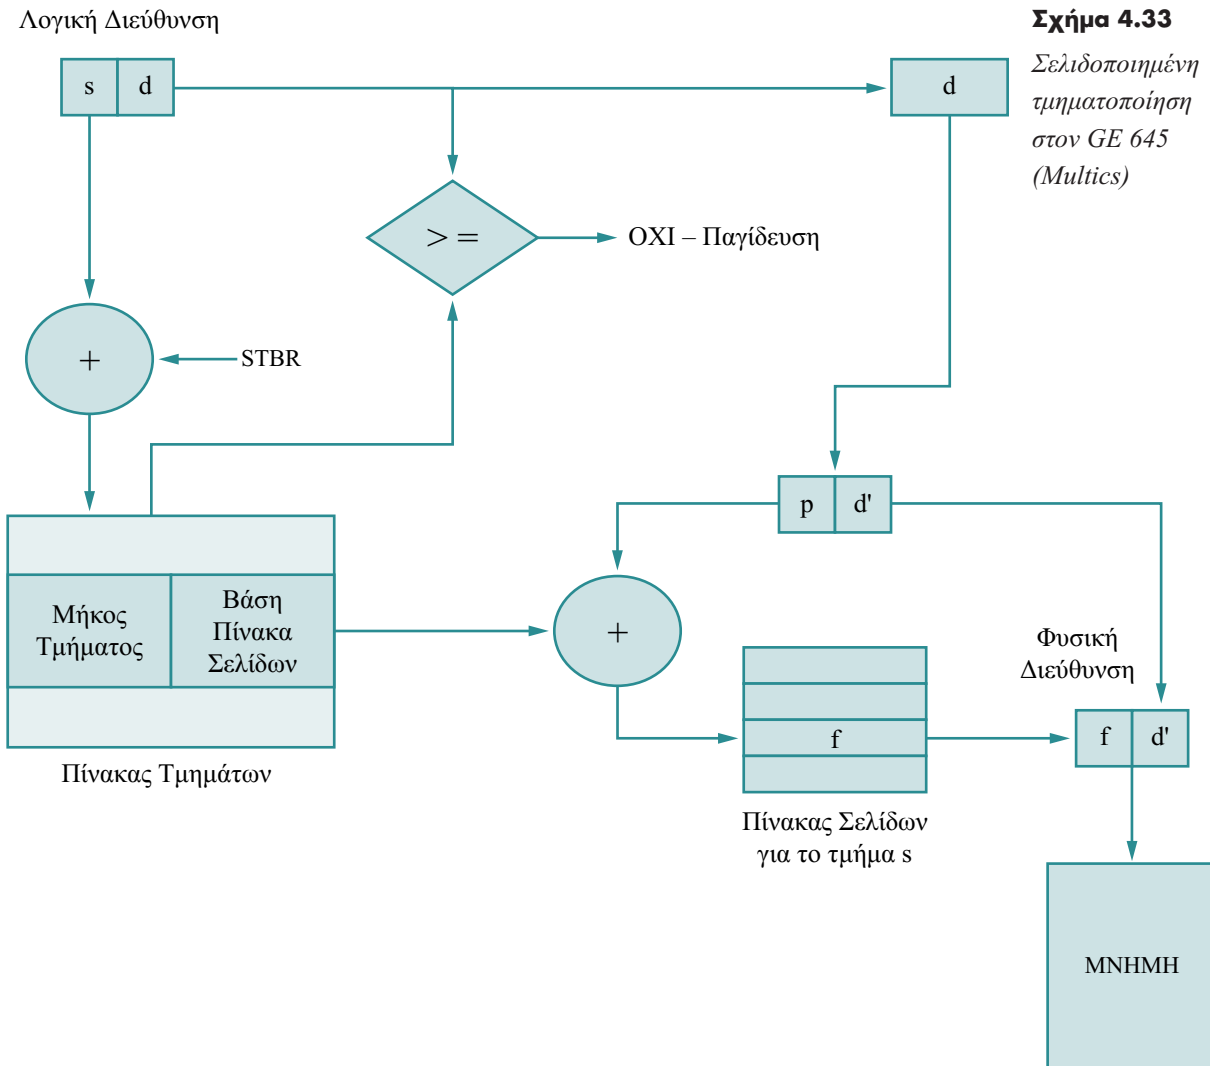 Λογική Διεύθυνση
Σχήμα 4.33
Σελιδοποιημένη
τμηματοποίηση
στον GE 645
(Multics)
s d
d
> =
ΟΧΙ – Παγίδευση
+
STBR
p d'
Μήκος
Τμήματος
Βάση
Πίνακα
Σελίδων
+
Φυσική
Διεύθυνση
f
f d'
Πίνακας Τμημάτων
Πίνακας Σελίδων
για το τμήμα s
ΜΝΗΜΗ